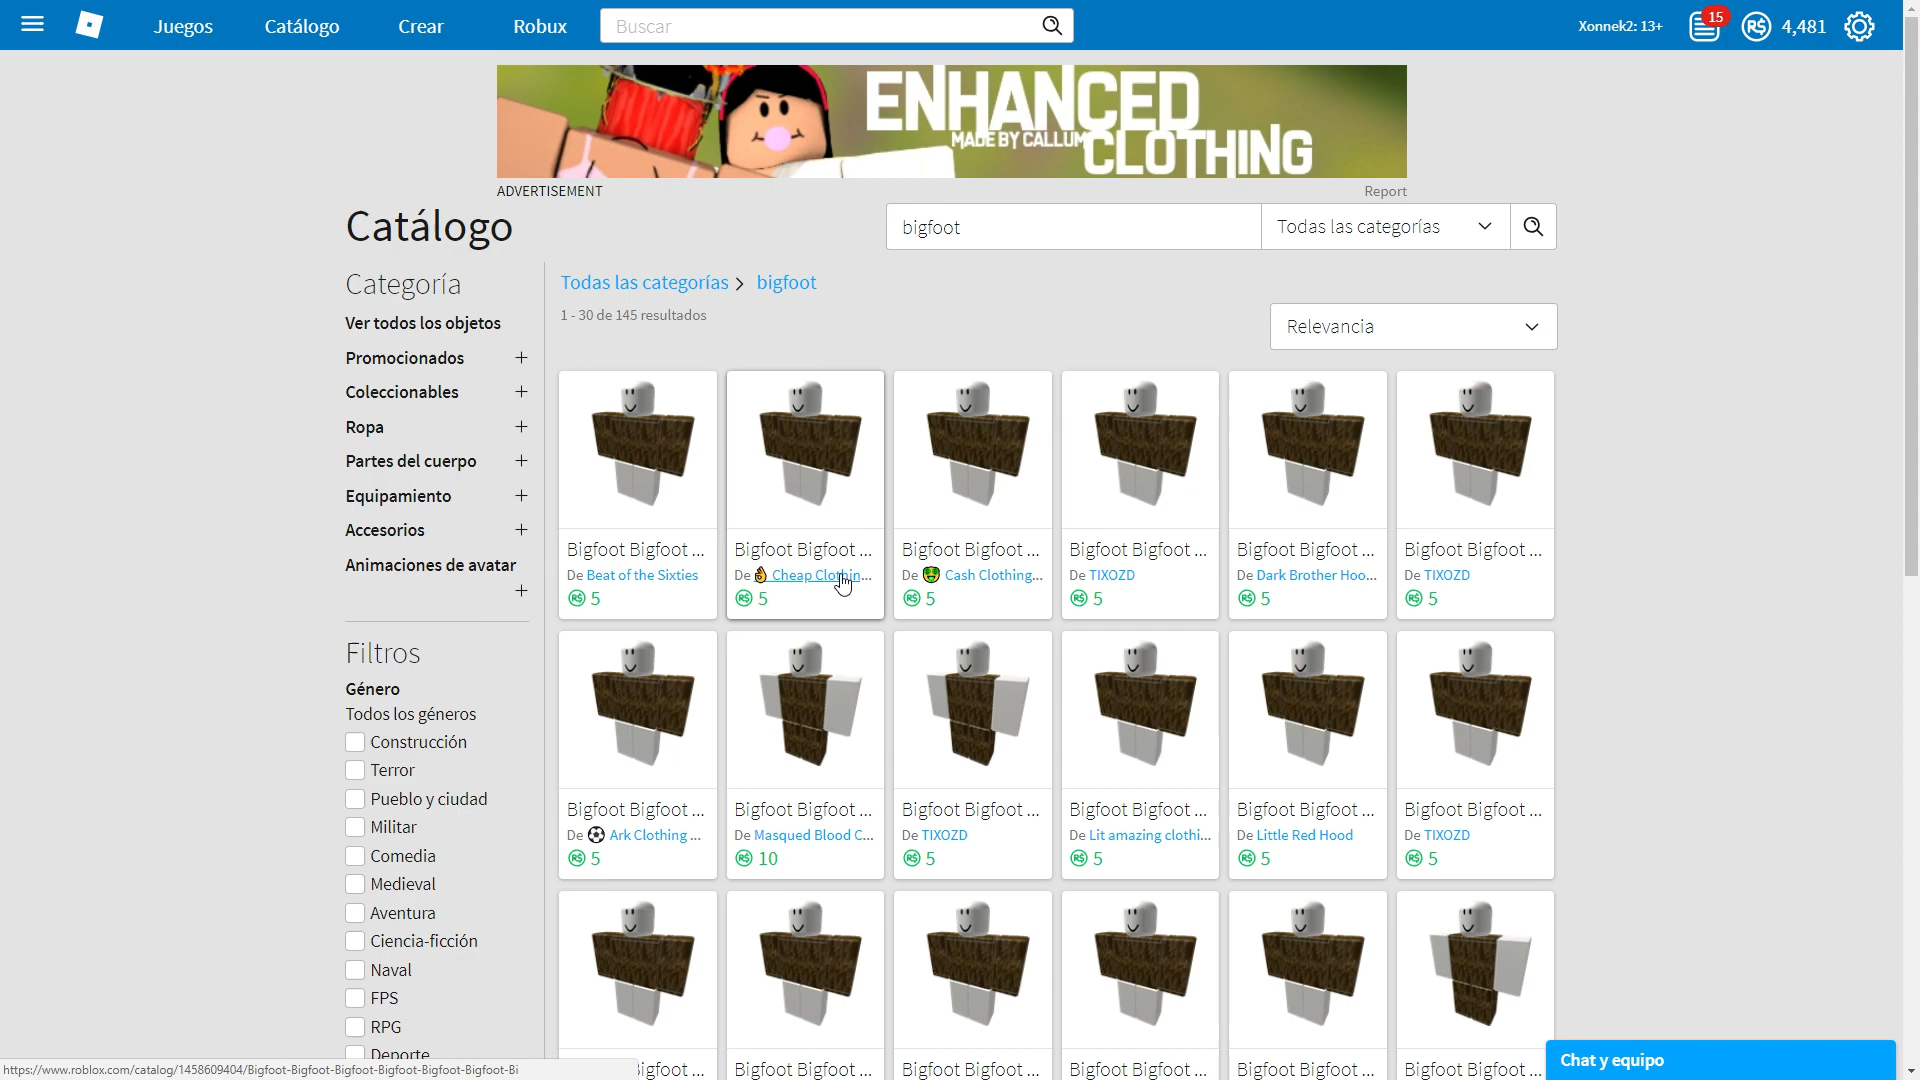 Juegos Catálogo Crear Robux Buscar Xonnek2: 13+ 15 4,481
ENHANCED
MADE BY CALLUM
CLOTHING
ADVERTISEMENT Report
Catálogo
bigfoot Todas las categorías
Categoría
Ver todos los objetos
Promocionados +
Coleccionables +
Ropa +
Partes del cuerpo +
Equipamiento +
Accesorios +
Animaciones de avatar
+
Filtros
Género
Todos los géneros
Construcción
Terror
Pueblo y ciudad
Militar
Comedia
Medieval
Aventura
Ciencia-ficción
Naval
FPS
RPG
Deporte
Todas las categorías > bigfoot
1 - 30 de 145 resultados
Relevancia
Bigfoot Bigfoot ...
De Beat of the Sixties
R$ 5
Bigfoot Bigfoot ...
De 👌 Cheap Clothin...
R$ 5
Bigfoot Bigfoot ...
De 🤑 Cash Clothing...
R$ 5
Bigfoot Bigfoot ...
De TIXOZD
R$ 5
Bigfoot Bigfoot ...
De Dark Brother Hoo...
R$ 5
Bigfoot Bigfoot ...
De TIXOZD
R$ 5
Bigfoot Bigfoot ...
De ⚽ Ark Clothing ...
R$ 5
Bigfoot Bigfoot ...
De Masqued Blood C...
R$ 10
Bigfoot Bigfoot ...
De TIXOZD
R$ 5
Bigfoot Bigfoot ...
De Lit amazing clothi...
R$ 5
Bigfoot Bigfoot ...
De Little Red Hood
R$ 5
Bigfoot Bigfoot ...
De TIXOZD
R$ 5
igfoot ...
Bigfoot Bigfoot ...
Bigfoot Bigfoot ...
Bigfoot Bigfoot ...
Bigfoot Bigfoot ...
Bigfoot Bigfoot ...
Chat y equipo
https://www.roblox.com/catalog/1458609404/Bigfoot-Bigfoot-Bigfoot-Bigfoot-Bigfoot-Bigfoot-Bi